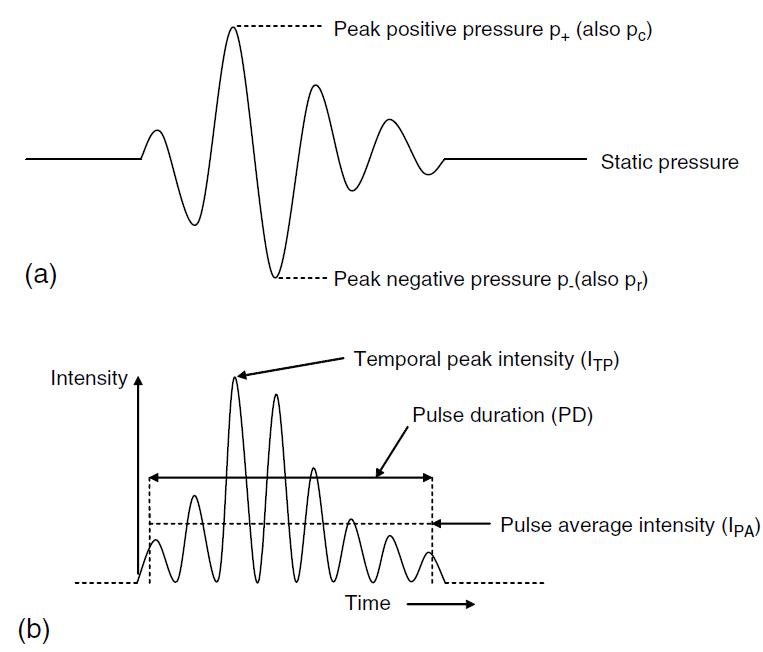 Peak positive pressure p+ (also pc)
Static pressure
(a)
Peak negative pressure p-(also pr)
Temporal peak intensity (ITP)
Intensity
Pulse duration (PD)
Pulse average intensity (IPA)
Time
(b)